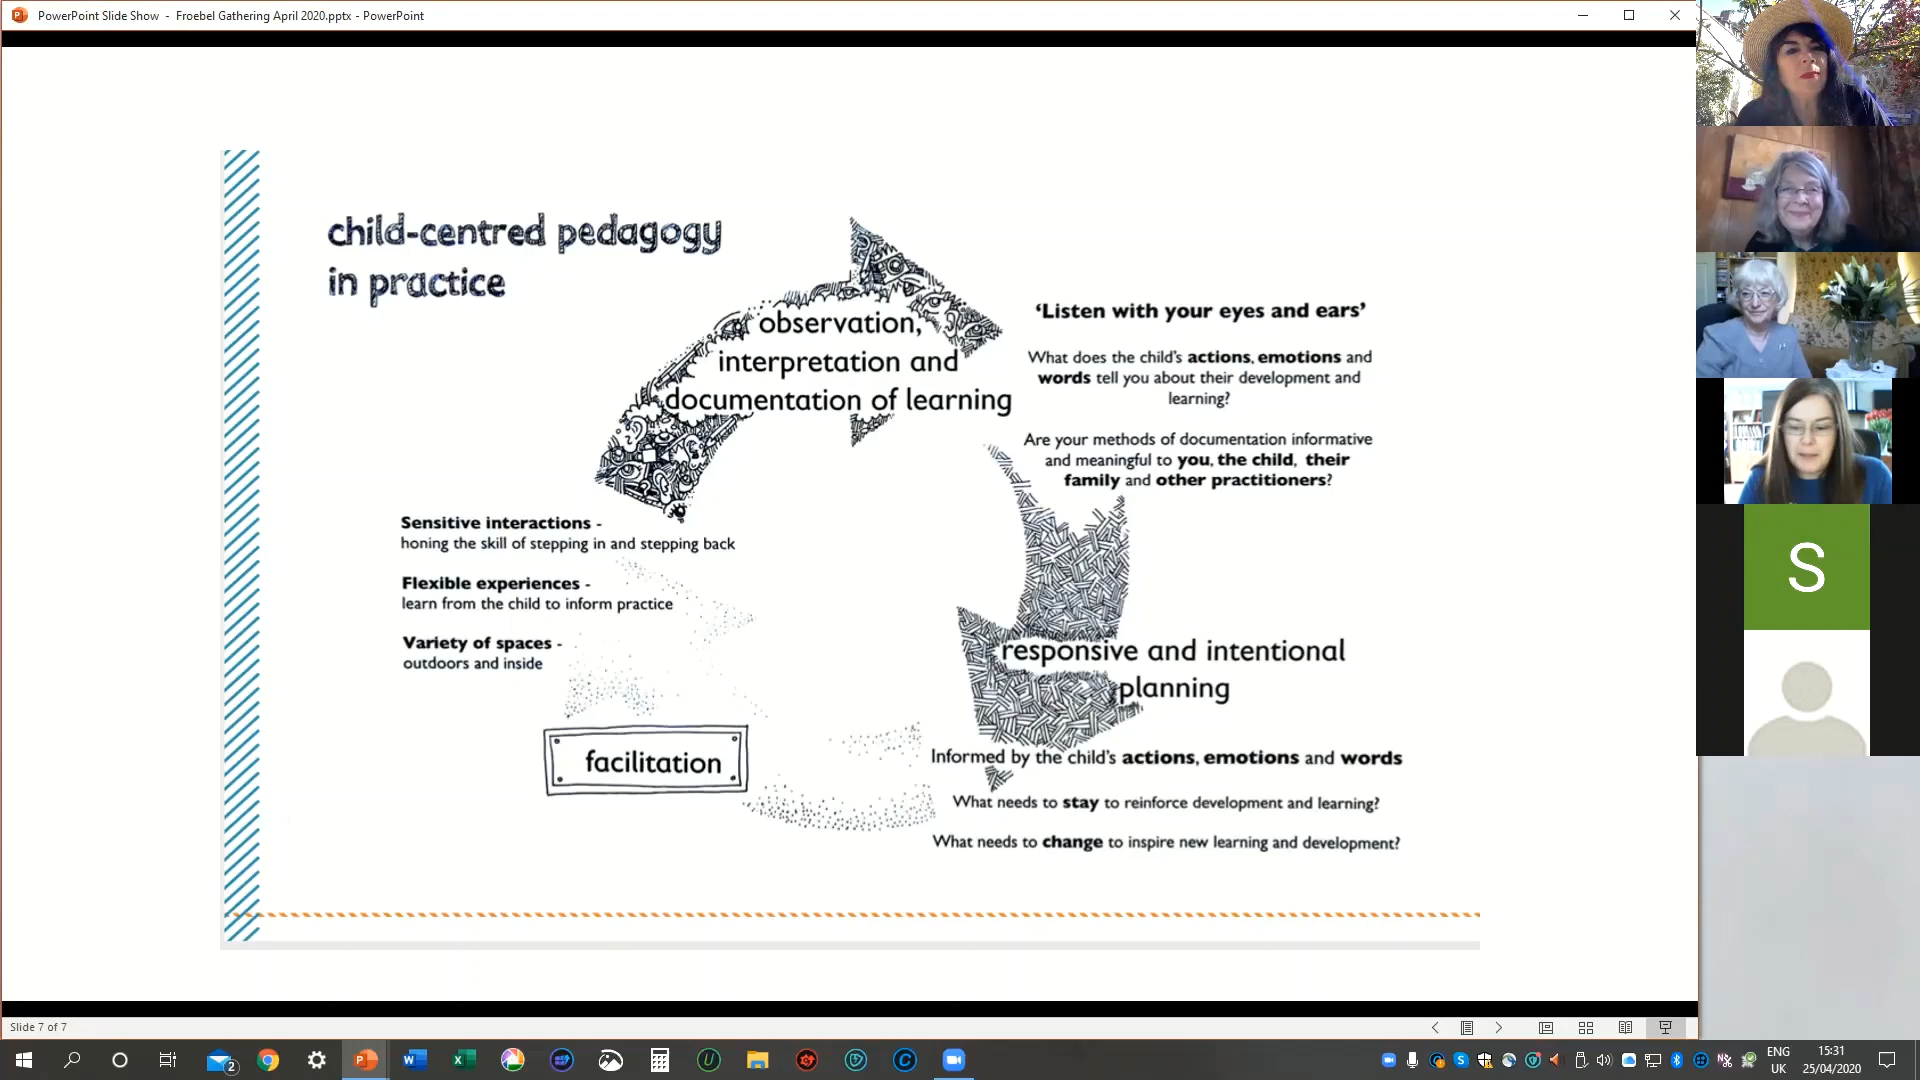 PowerPoint Slide Show - Froebel Gathering April 2020.pptx - PowerPoint
child-centred pedagogy
in practice
observation,
interpretation and
documentation of learning
‘Listen with your eyes and ears’
What does the child’s actions, emotions and
words tell you about their development and
learning?
Are your methods of documentation informative
and meaningful to you, the child, their
family and other practitioners?
Sensitive interactions -
honing the skill of stepping in and stepping back
Flexible experiences -
learn from the child to inform practice
Variety of spaces -
outdoors and inside
responsive and intentional
planning
facilitation
Informed by the child’s actions, emotions and words
What needs to stay to reinforce development and learning?
What needs to change to inspire new learning and development?
S
Slide 7 of 7
2
ENG
UK
15:31
25/04/2020